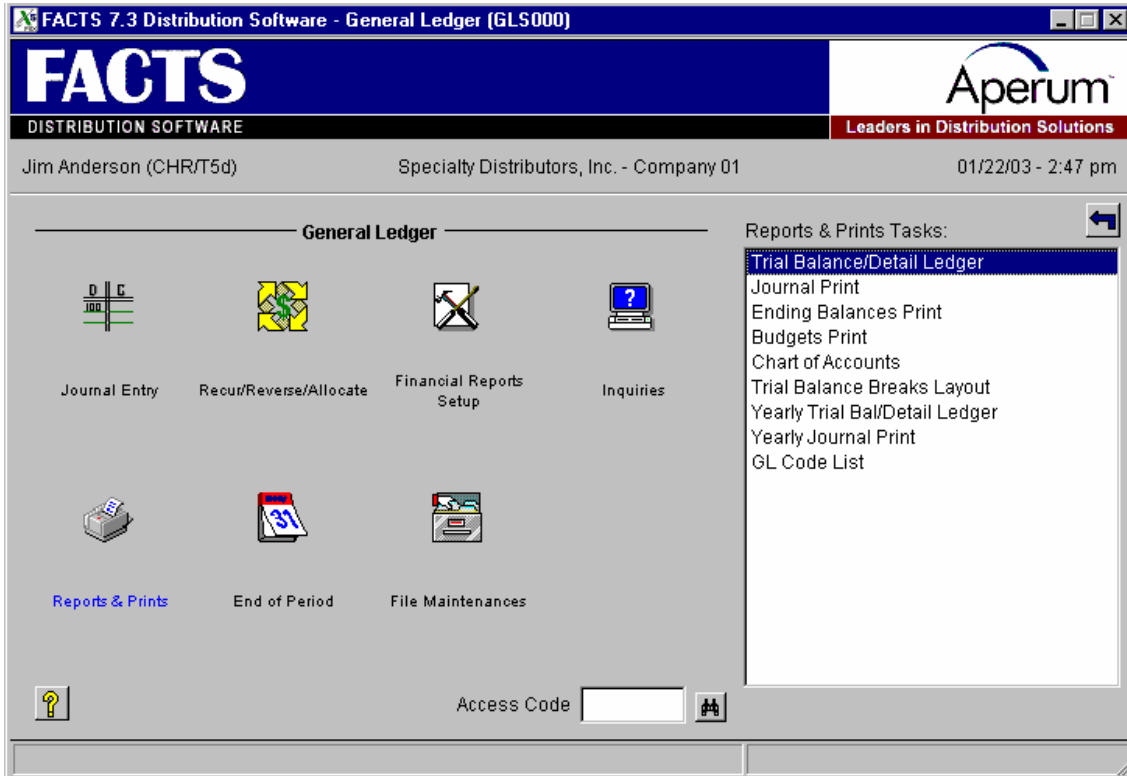 FACTS 7.3 Distribution Software - General Ledger (GLS000)
FACTS
DISTRIBUTION SOFTWARE
Aperum
Leaders in Distribution Solutions
Jim Anderson (CHR/T5d)
Specialty Distributors, Inc. - Company 01
01/22/03 - 2:47 pm
General Ledger
D C
100
Journal Entry
$
Recur/Reverse/Allocate
Financial Reports
Setup
?
Inquiries
Reports & Prints
31
End of Period
File Maintenances
Reports & Prints Tasks:
Trial Balance/Detail Ledger
Journal Print
Ending Balances Print
Budgets Print
Chart of Accounts
Trial Balance Breaks Layout
Yearly Trial Bal/Detail Ledger
Yearly Journal Print
GL Code List
?
Access Code